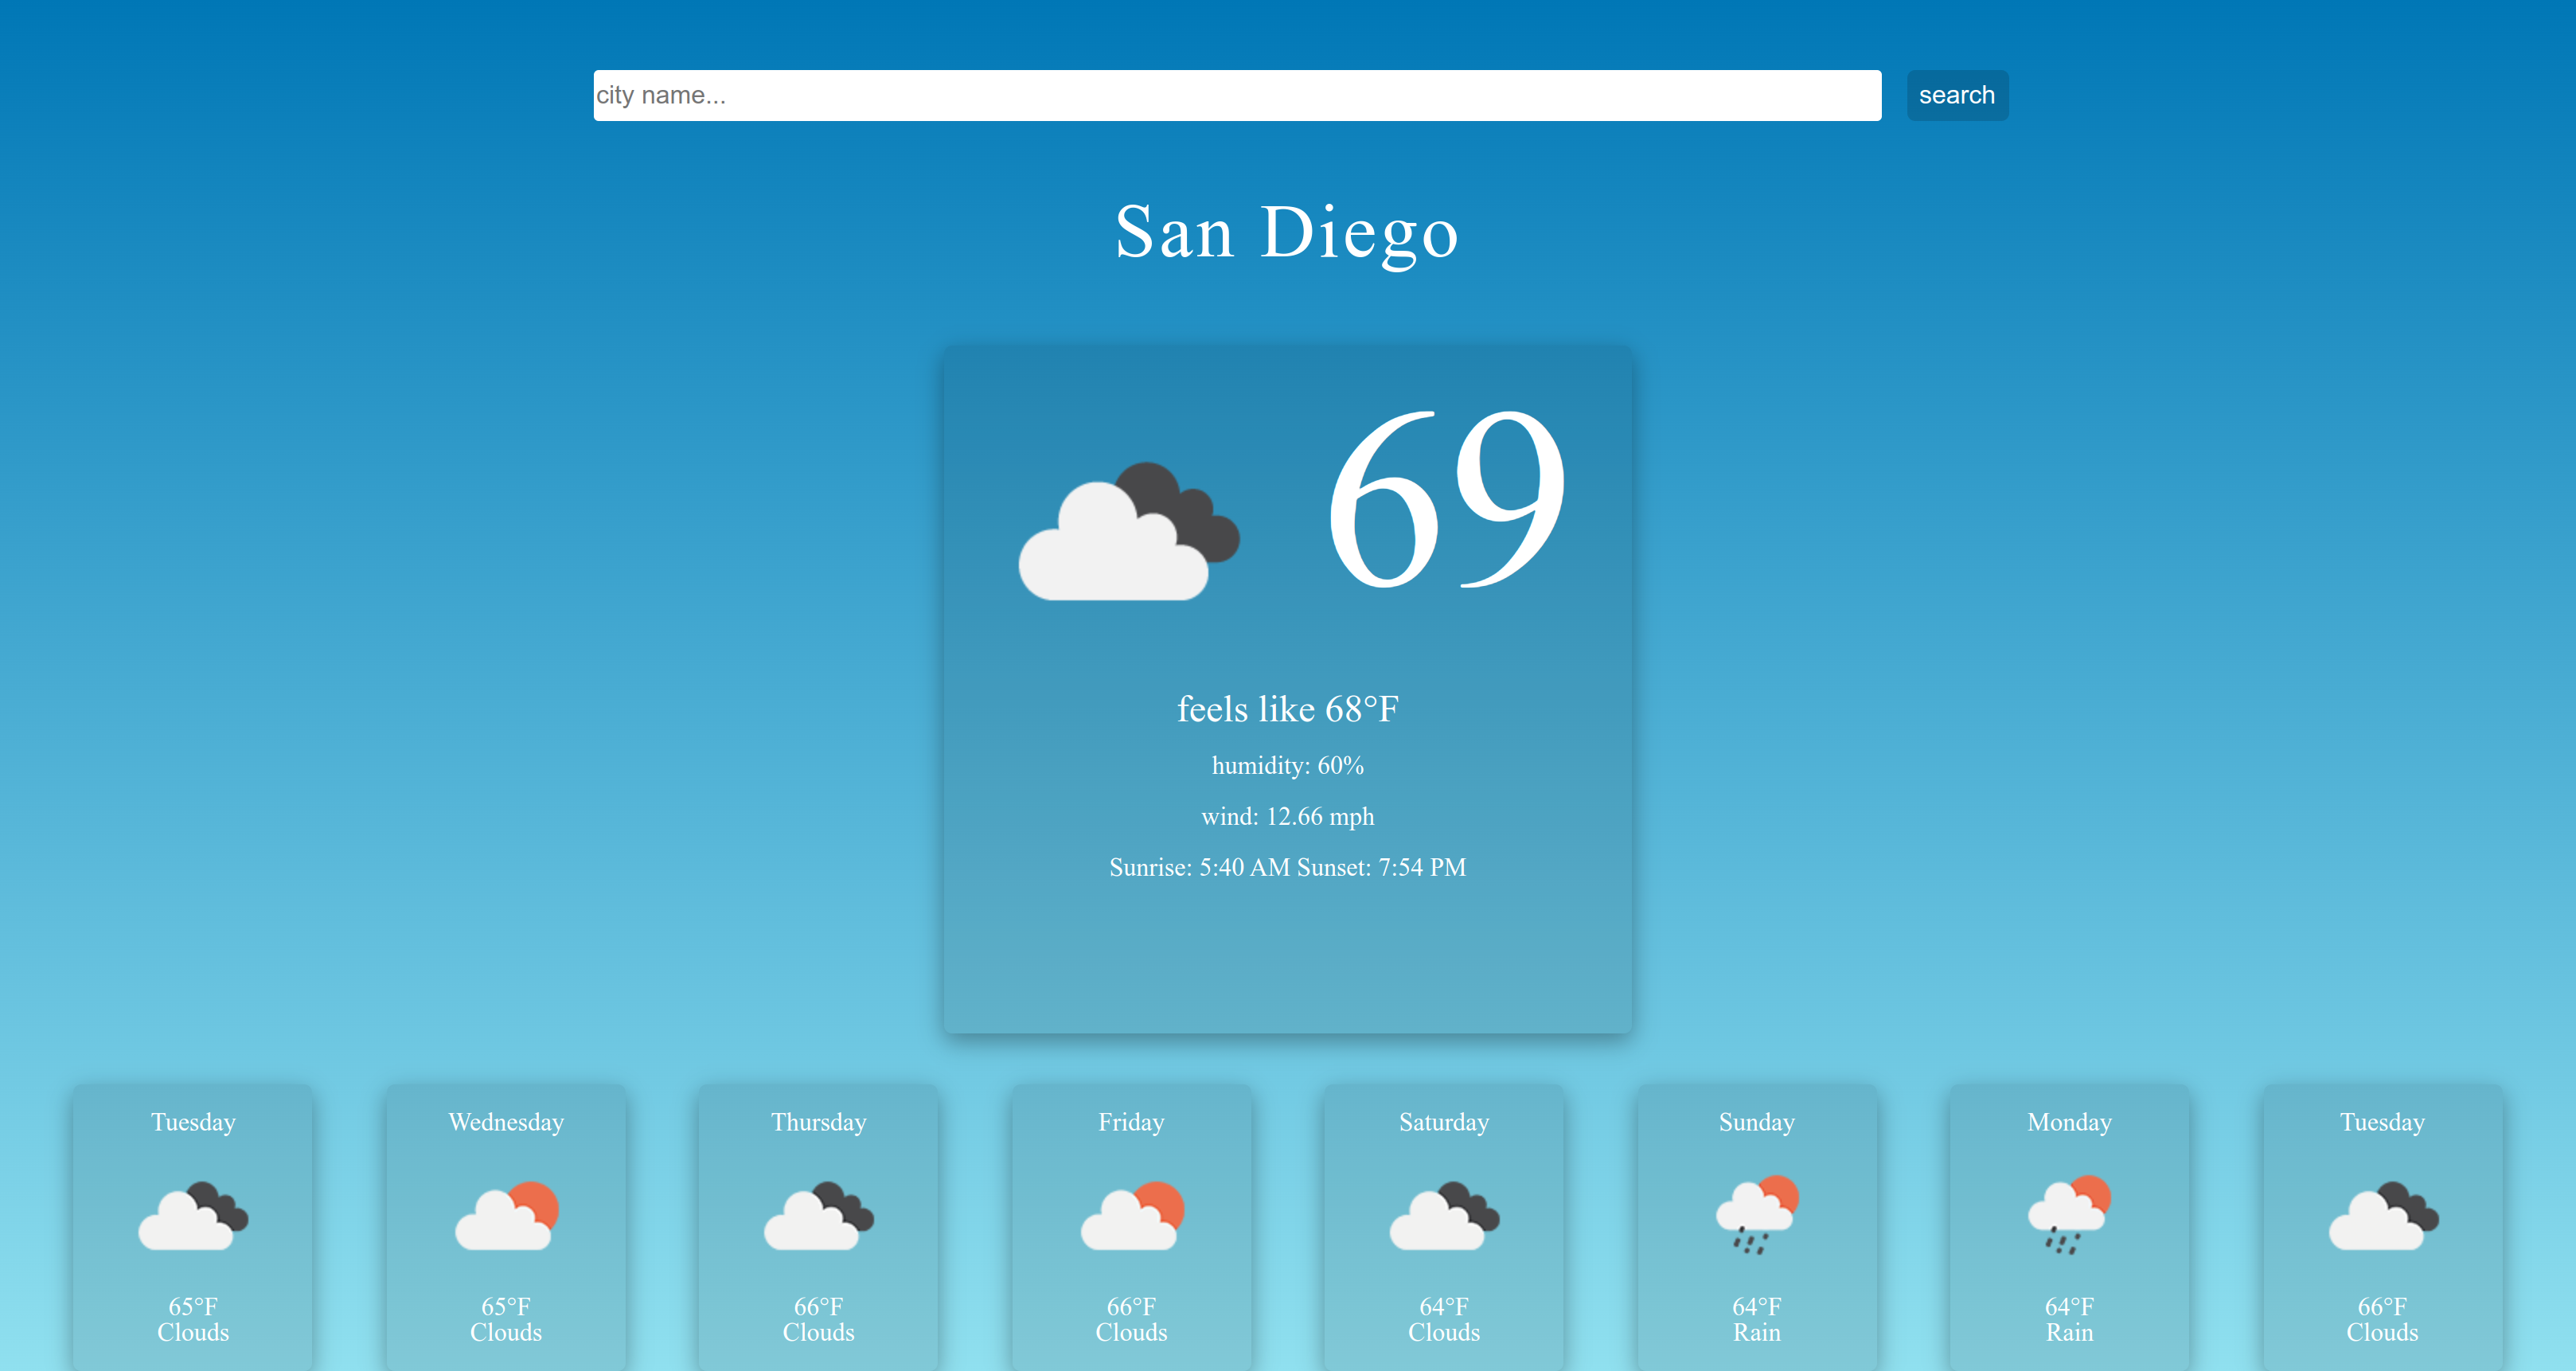 city name...
search
San Diego
69
feels like 68°F
humidity: 60%
wind: 12.66 mph
Sunrise: 5:40 AM Sunset: 7:54 PM
Tuesday
65°F
Clouds
Wednesday
65°F
Clouds
Thursday
66°F
Clouds
Friday
66°F
Clouds
Saturday
64°F
Clouds
Sunday
64°F
Rain
Monday
64°F
Rain
Tuesday
66°F
Clouds